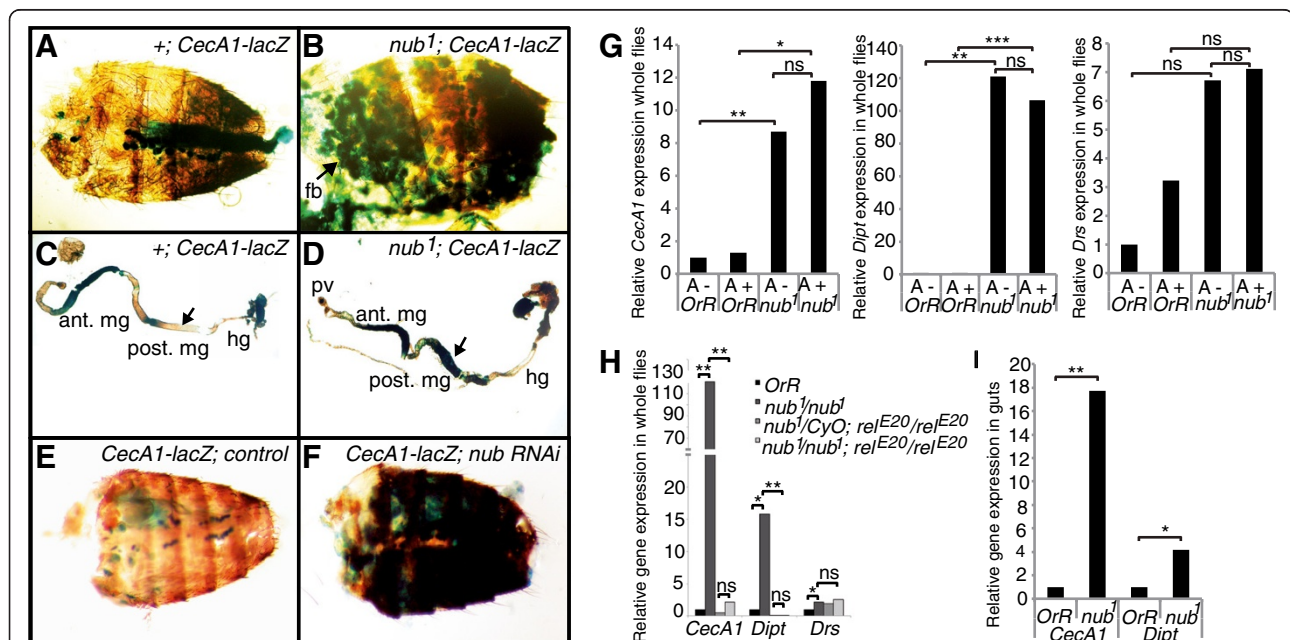 A +; CecA1-lacZ
B nub1; CecA1-lacZ
fb
C +; CecA1-lacZ
ant. mg
post. mg
hg
D nub1; CecA1-lacZ
pv
ant. mg
post. mg
hg
E CecA1-lacZ; control
F CecA1-lacZ; nub RNAi
G
Relative CecA1 expressioin in whole flies
14
12
10
8
6
4
2
0
**
ns
*
A - A + A - A +
OrR OrR nub1 nub1
Relative Dipt expression in whole flies
140
120
100
80
60
40
20
0
***
**
ns
A - A + A - A +
OrR OrR nub1 nub1
Relative Drs expression in whole flies
8
7
6
5
4
3
2
1
0
ns
ns
ns
A - A + A - A +
OrR OrR nub1 nub1
H
Relative gene expression in whole flies
130
110
90
70
20
15
10
5
0
** **
ns
* **
ns
* ns
OrR
nub1/nub1
nub1/CyO; relE20/relE20
nub1/nub1; relE20/relE20
CecA1 Dipt Drs
I
Relative gene expression in guts
20
18
16
14
12
10
8
6
4
2
0
**
*
OrR nub1 OrR nub1
CecA1 Dipt